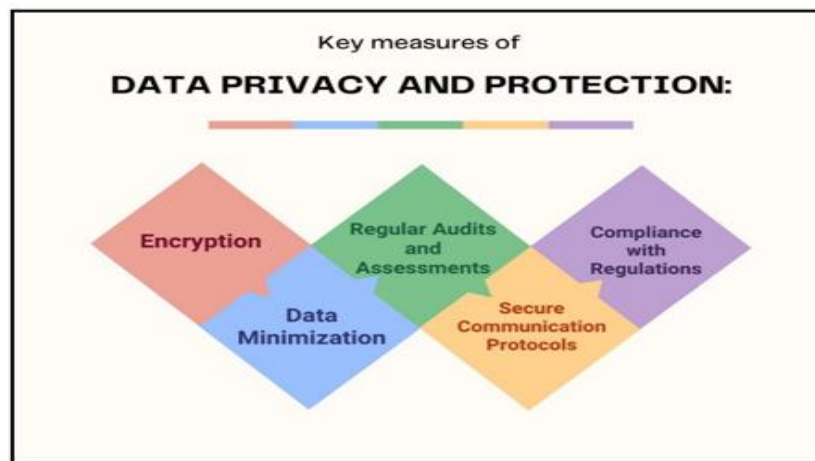 Key measures of
DATA PRIVACY AND PROTECTION:
Encryption
Data
Minimization
Regular Audits
and
Assessments
Secure
Communication
Protocols
Compliance
with
Regulations